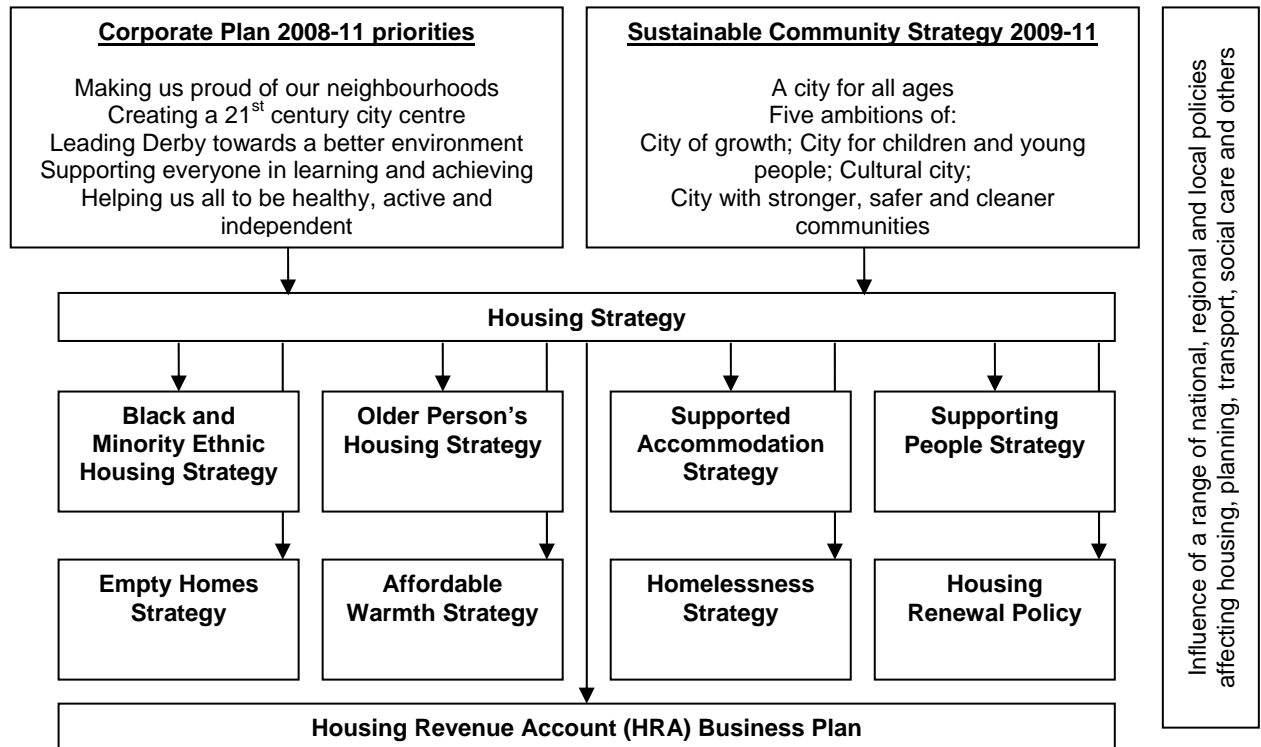 Corporate Plan 2008-11 priorities
Making us proud of our neighbourhoods
Creating a 21st century city centre
Leading Derby towards a better environment
Supporting everyone in learning and achieving
Helping us all to be healthy, active and
independent
Sustainable Community Strategy 2009-11
A city for all ages
Five ambitions of:
City of growth; City for children and young
people; Cultural city;
City with stronger, safer and cleaner
communities
Housing Strategy
Black and
Minority Ethnic
Housing Strategy
Older Person’s
Housing Strategy
Supported
Accommodation
Strategy
Supporting
People Strategy
Empty Homes
Strategy
Affordable
Warmth Strategy
Homelessness
Strategy
Housing
Renewal Policy
Housing Revenue Account (HRA) Business Plan
Influence of a range of national, regional and local policies
affecting housing, planning, transport, social care and others